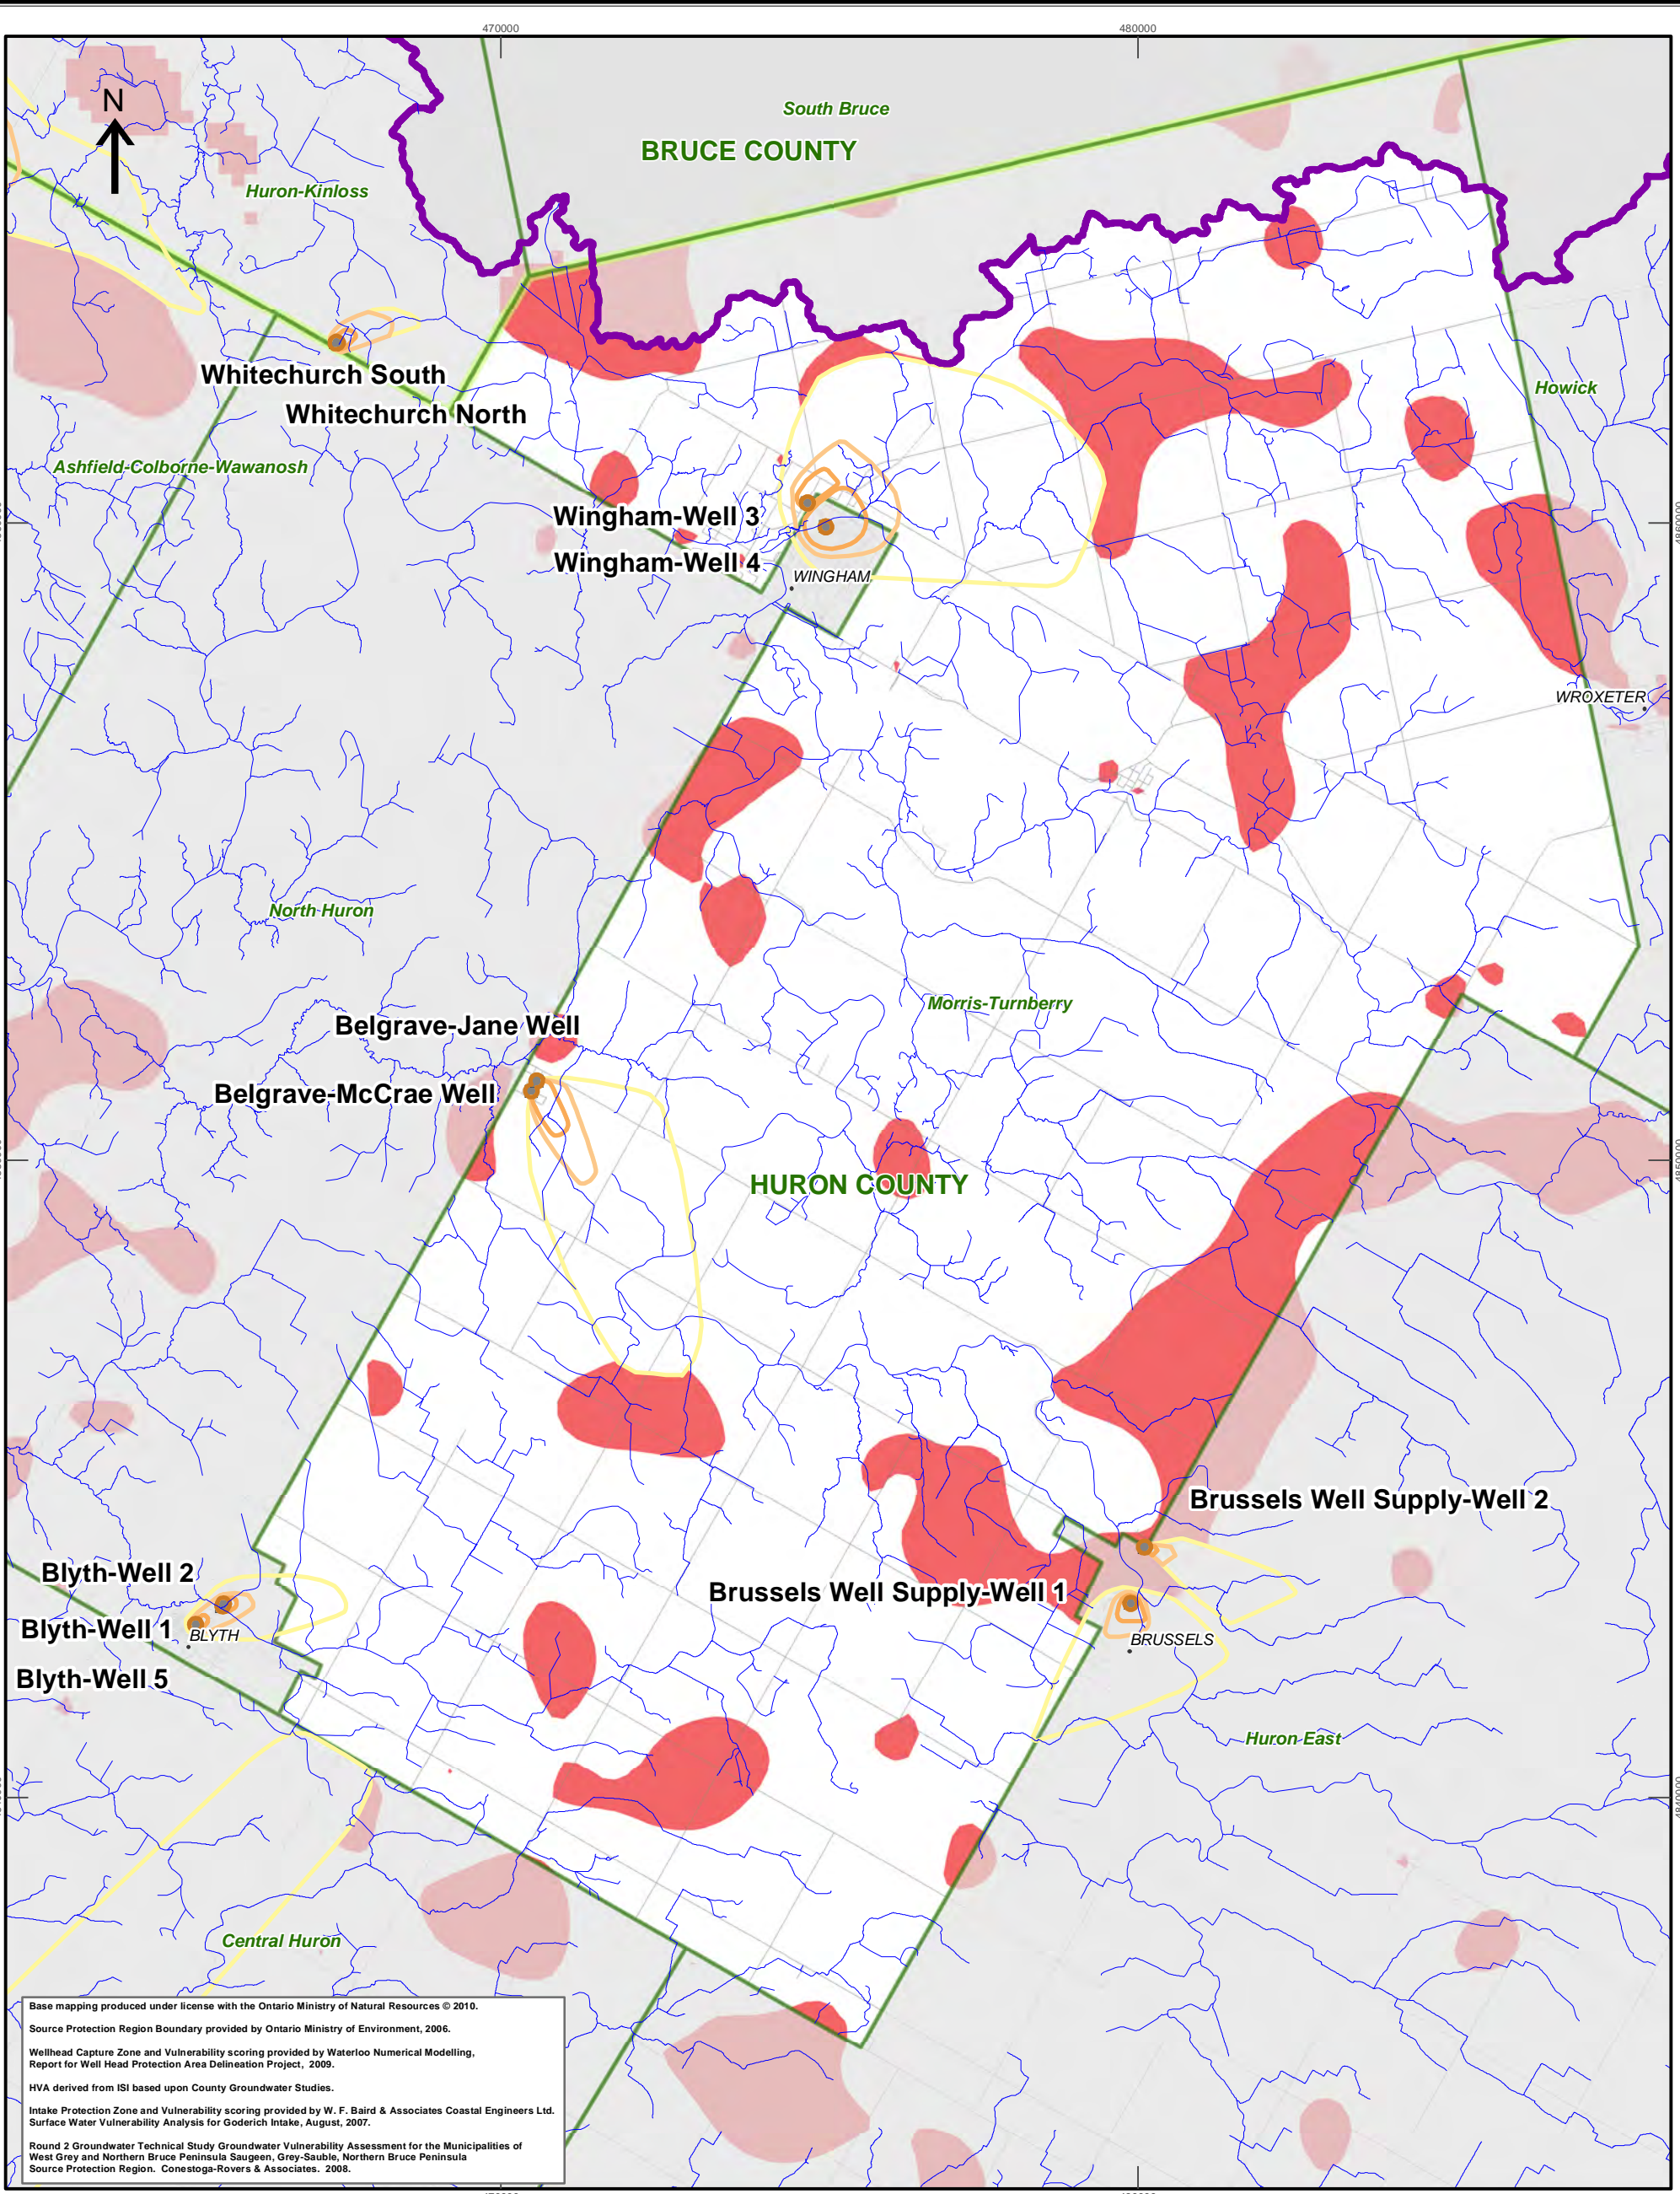 470000
480000
N
South Bruce
BRUCE COUNTY
Huron-Kinloss
Whitechurch South
Whitechurch North
Howick
Ashfield-Colborne-Wawanosh
Wingham-Well 3
Wingham-Well 4
WINGHAM
4860000
WROXETER
North Huron
Morris-Turnberry
Belgrave-Jane Well
Belgrave-McCrae Well
4850000
HURON COUNTY
Brussels Well Supply-Well 2
Blyth-Well 2
Brussels Well Supply-Well 1
Blyth-Well 1
BLYTH
BRUSSELS
Blyth-Well 5
Huron East
4840000
Central Huron
Base mapping produced under license with the Ontario Ministry of Natural Resources © 2010.
Source Protection Region Boundary provided by Ontario Ministry of Environment, 2006.
Wellhead Capture Zone and Vulnerability scoring provided by Waterloo Numerical Modelling,
Report for Well Head Protection Area Delineation Project, 2009.
HVA derived from ISI based upon County Groundwater Studies.
Intake Protection Zone and Vulnerability scoring provided by W. F. Baird & Associates Coastal Engineers Ltd.
Surface Water Vulnerability Analysis for Goderich Intake, August, 2007.
Round 2 Groundwater Technical Study Groundwater Vulnerability Assessment for the Municipalities of
West Grey and Northern Bruce Peninsula Saugeen, Grey-Sauble, Northern Bruce Peninsula
Source Protection Region. Conestoga-Rovers & Associates. 2008.